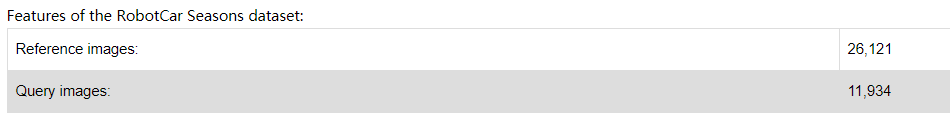 Features of the RobotCar Seasons dataset:
Reference images: 26,121
Query images: 11,934